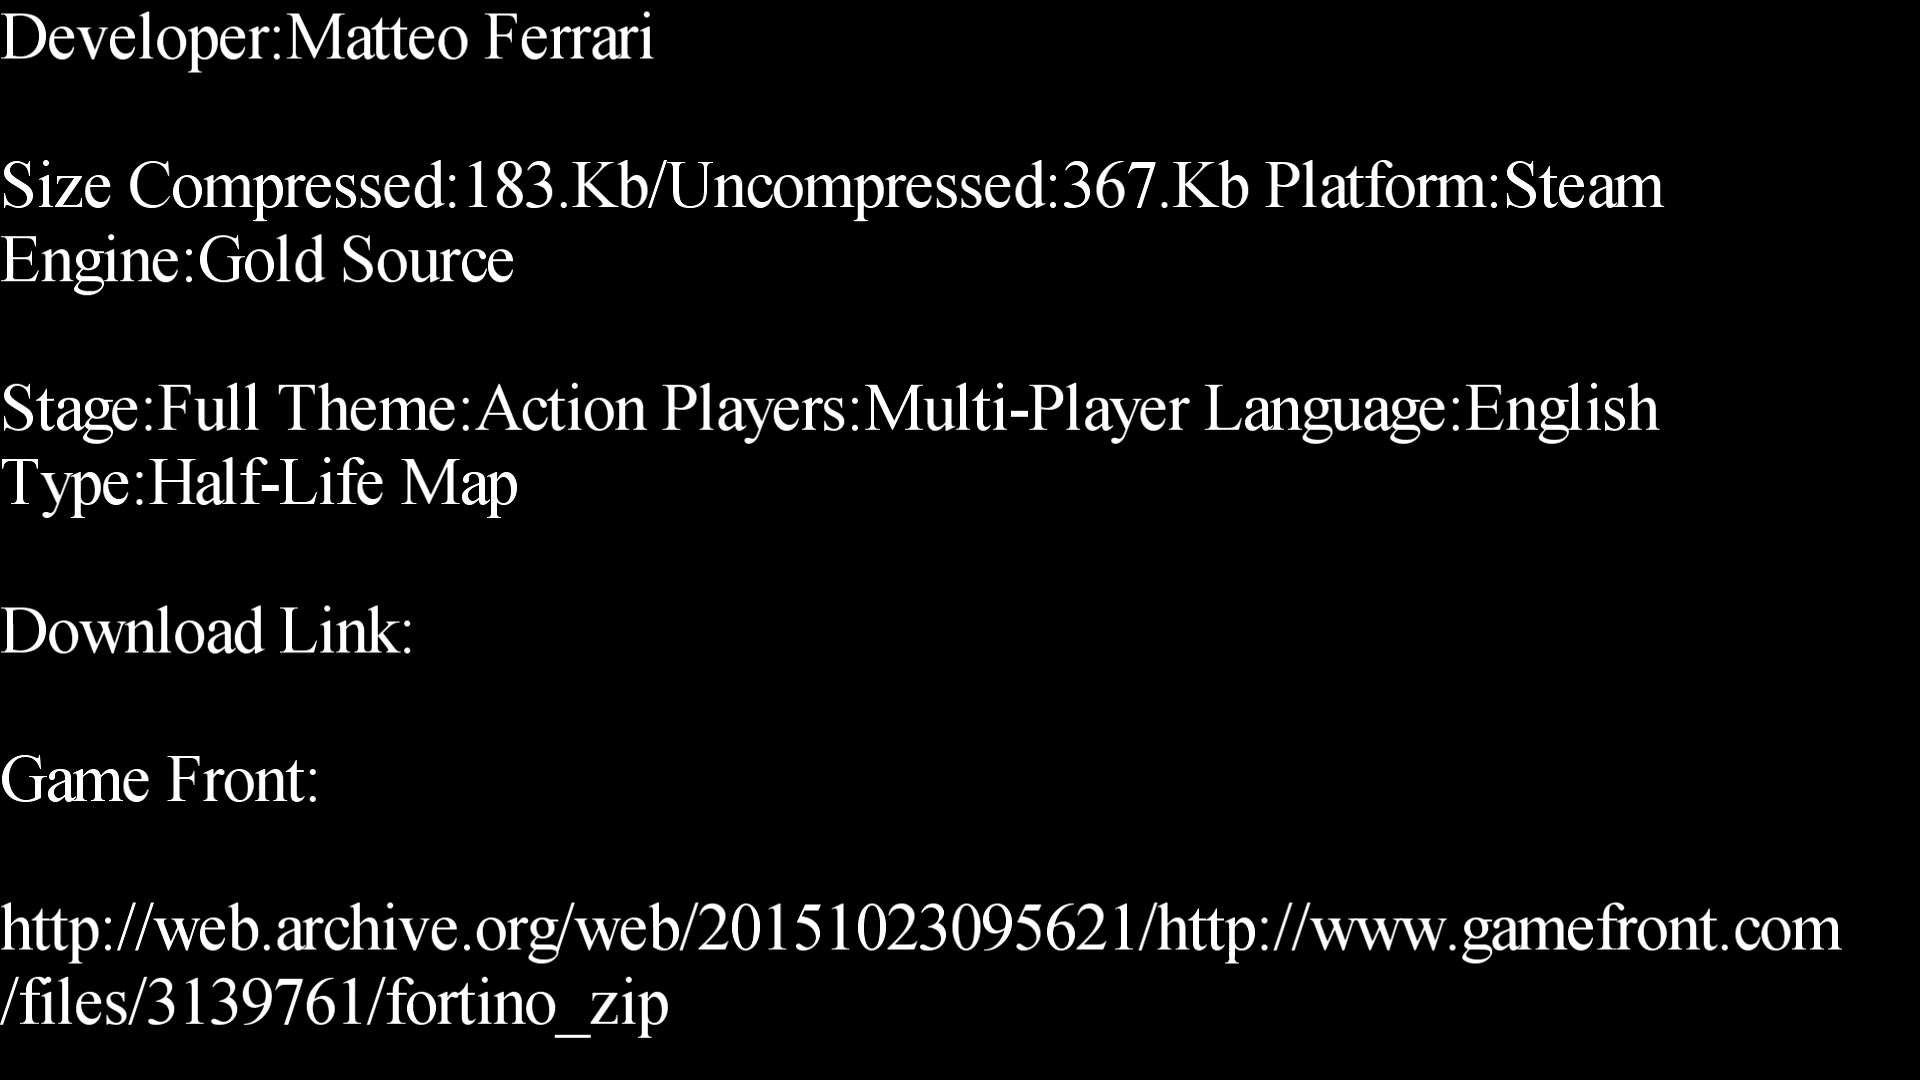 Developer:Matteo Ferrari
Size Compressed:183.Kb/Uncompressed:367.Kb Platform:Steam
Engine:Gold Source
Stage:Full Theme:Action Players:Multi-Player Language:English
Type:Half-Life Map
Download Link:
Game Front:
http://web.archive.org/web/20151023095621/http://www.gamefront.com
/files/3139761/fortino_zip